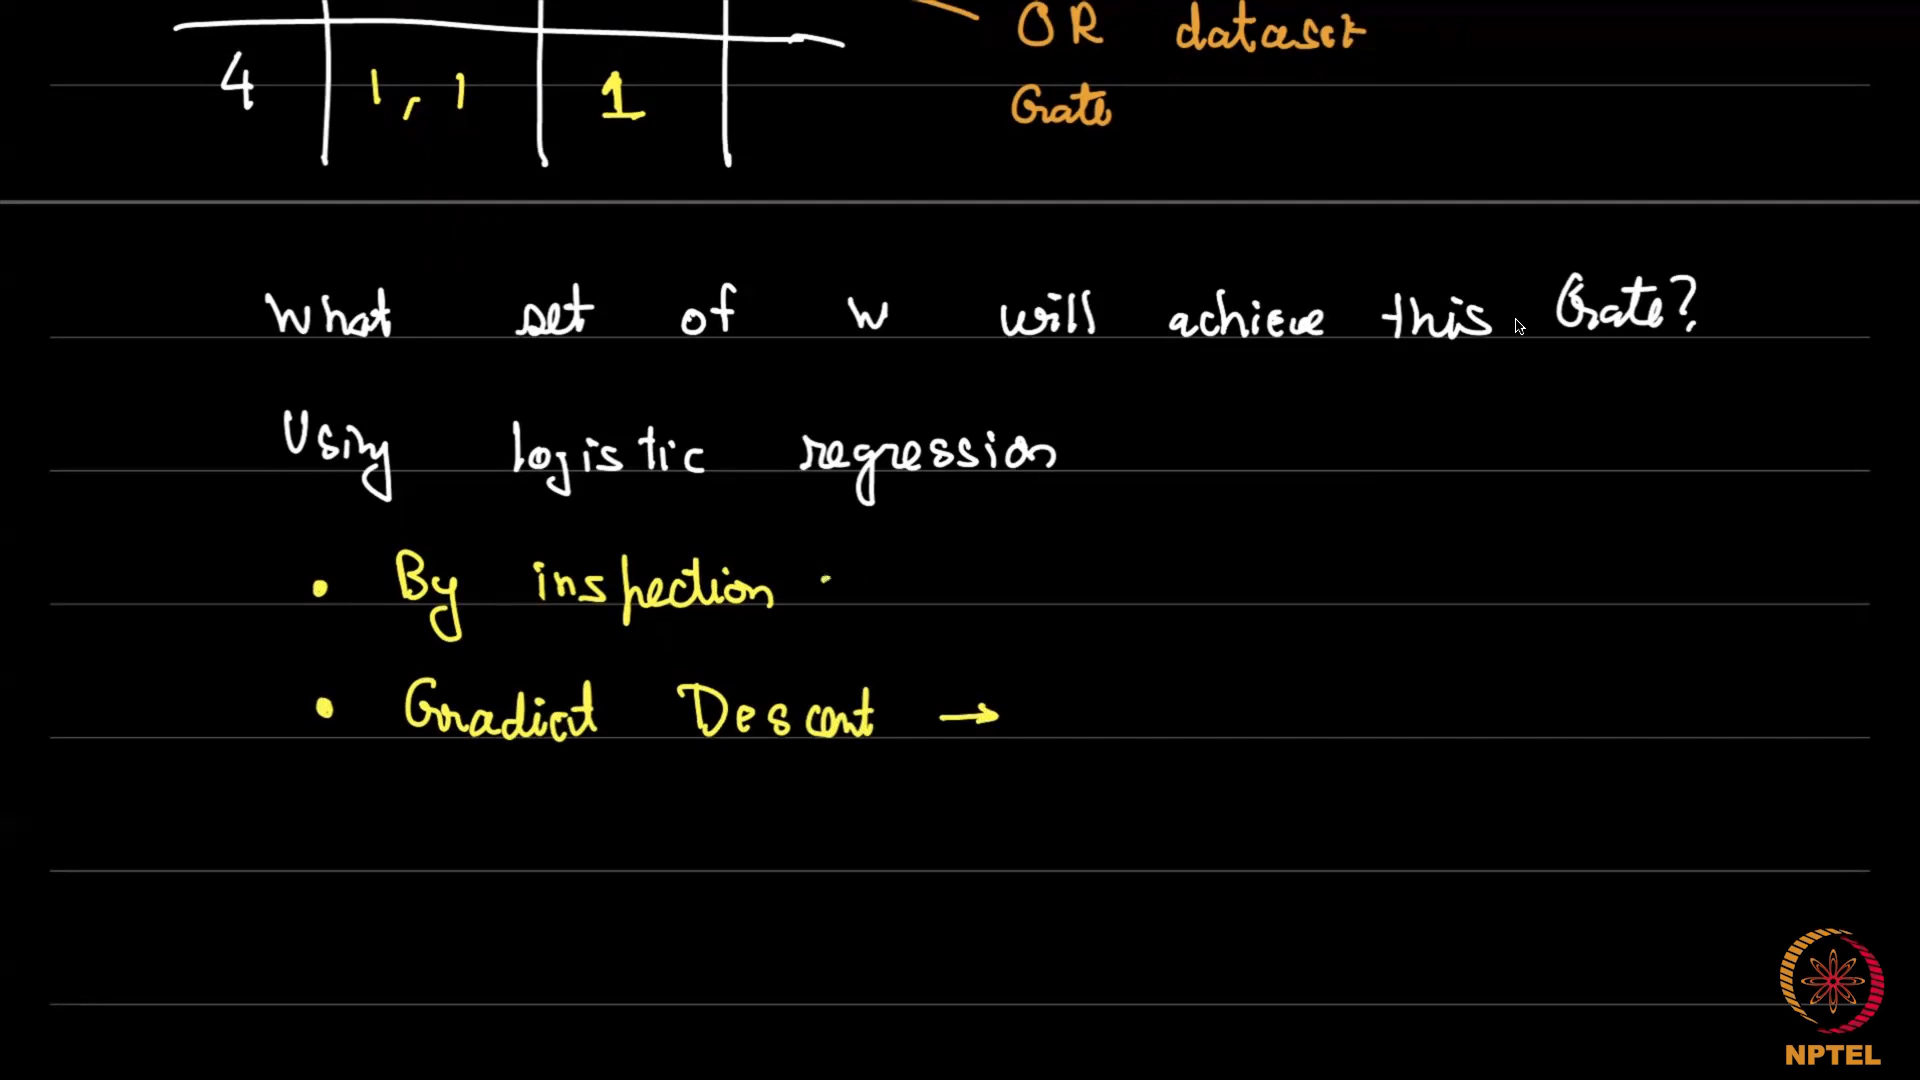 OR dataset
4 1, 1 1
Gate
What set of w will achieve this Gate?
Using logistic regression
• By inspection
• Gradient Descent →
NPTEL